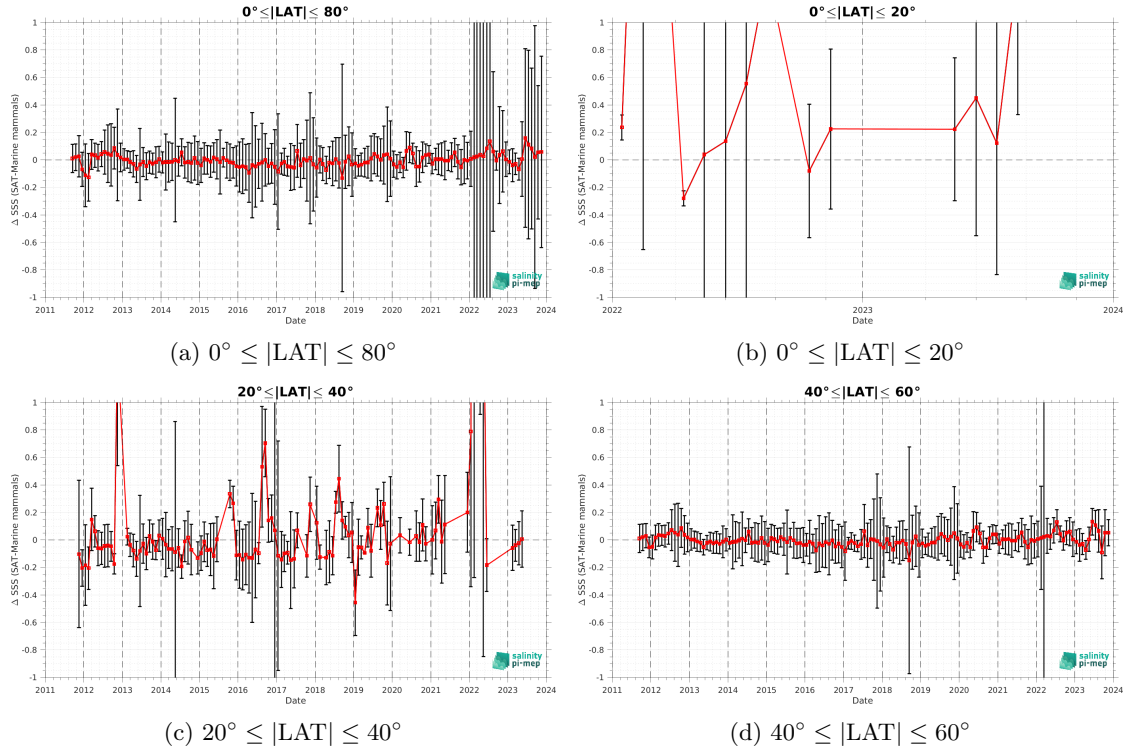 0°≤|LAT|≤ 80°
Δ SSS (SAT-Marine mammals)
1
0.8
0.6
0.4
0.2
0
-0.2
-0.4
-0.6
-0.8
-1
2011 2012 2013 2014 2015 2016 2017 2018 2019 2020 2021 2022 2023 2024
Date
salinity
pi-mep
(a) 0° ≤ |LAT| ≤ 80°
0°≤|LAT|≤ 20°
Δ SSS (SAT-Marine mammals)
1
0.8
0.6
0.4
0.2
0
-0.2
-0.4
-0.6
-0.8
-1
2022 2023 2024
Date
salinity
pi-mep
(b) 0° ≤ |LAT| ≤ 20°
20°≤|LAT|≤ 40°
Δ SSS (SAT-Marine mammals)
1
0.8
0.6
0.4
0.2
0
-0.2
-0.4
-0.6
-0.8
-1
2011 2012 2013 2014 2015 2016 2017 2018 2019 2020 2021 2022 2023 2024
Date
salinity
pi-mep
(c) 20° ≤ |LAT| ≤ 40°
40°≤|LAT|≤ 60°
Δ SSS (SAT-Marine mammals)
1
0.8
0.6
0.4
0.2
0
-0.2
-0.4
-0.6
-0.8
-1
2011 2012 2013 2014 2015 2016 2017 2018 2019 2020 2021 2022 2023 2024
Date
salinity
pi-mep
(d) 40° ≤ |LAT| ≤ 60°